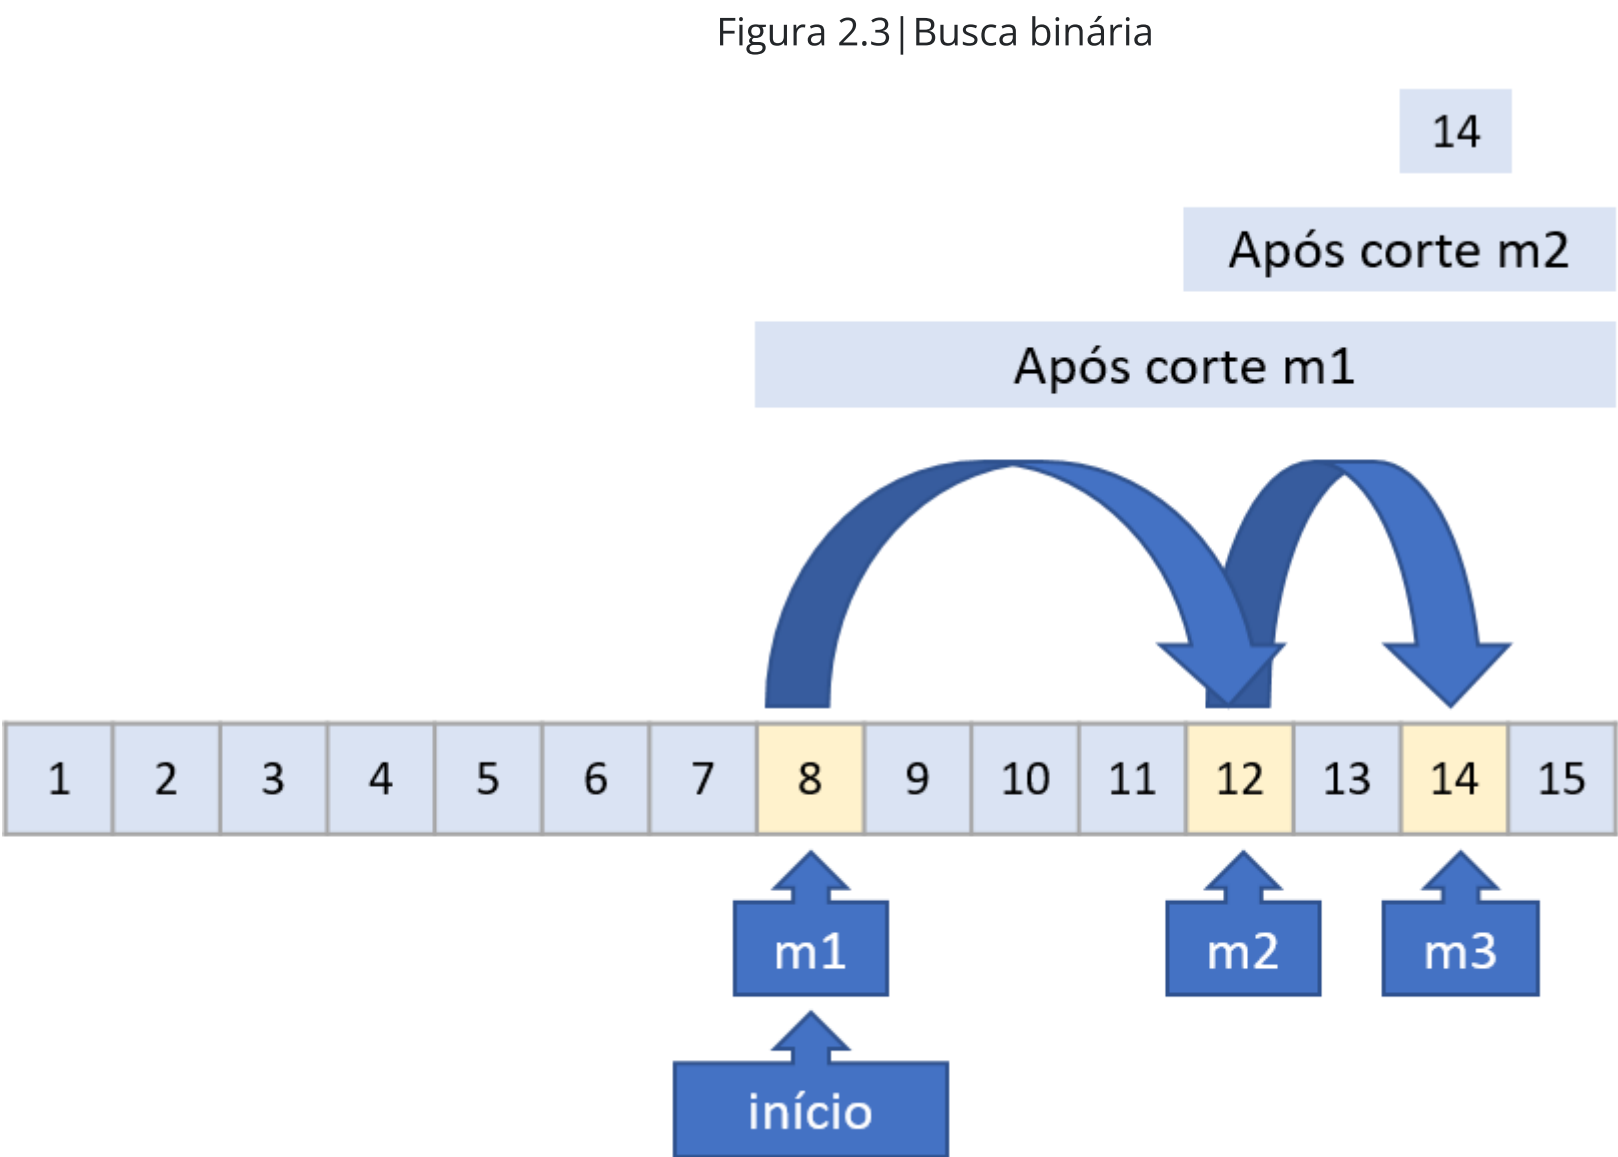 Figura 2.3|Busca binária
14
Após corte m2
Após corte m1
1 2 3 4 5 6 7 8 9 10 11 12 13 14 15
m1 m2 m3
início